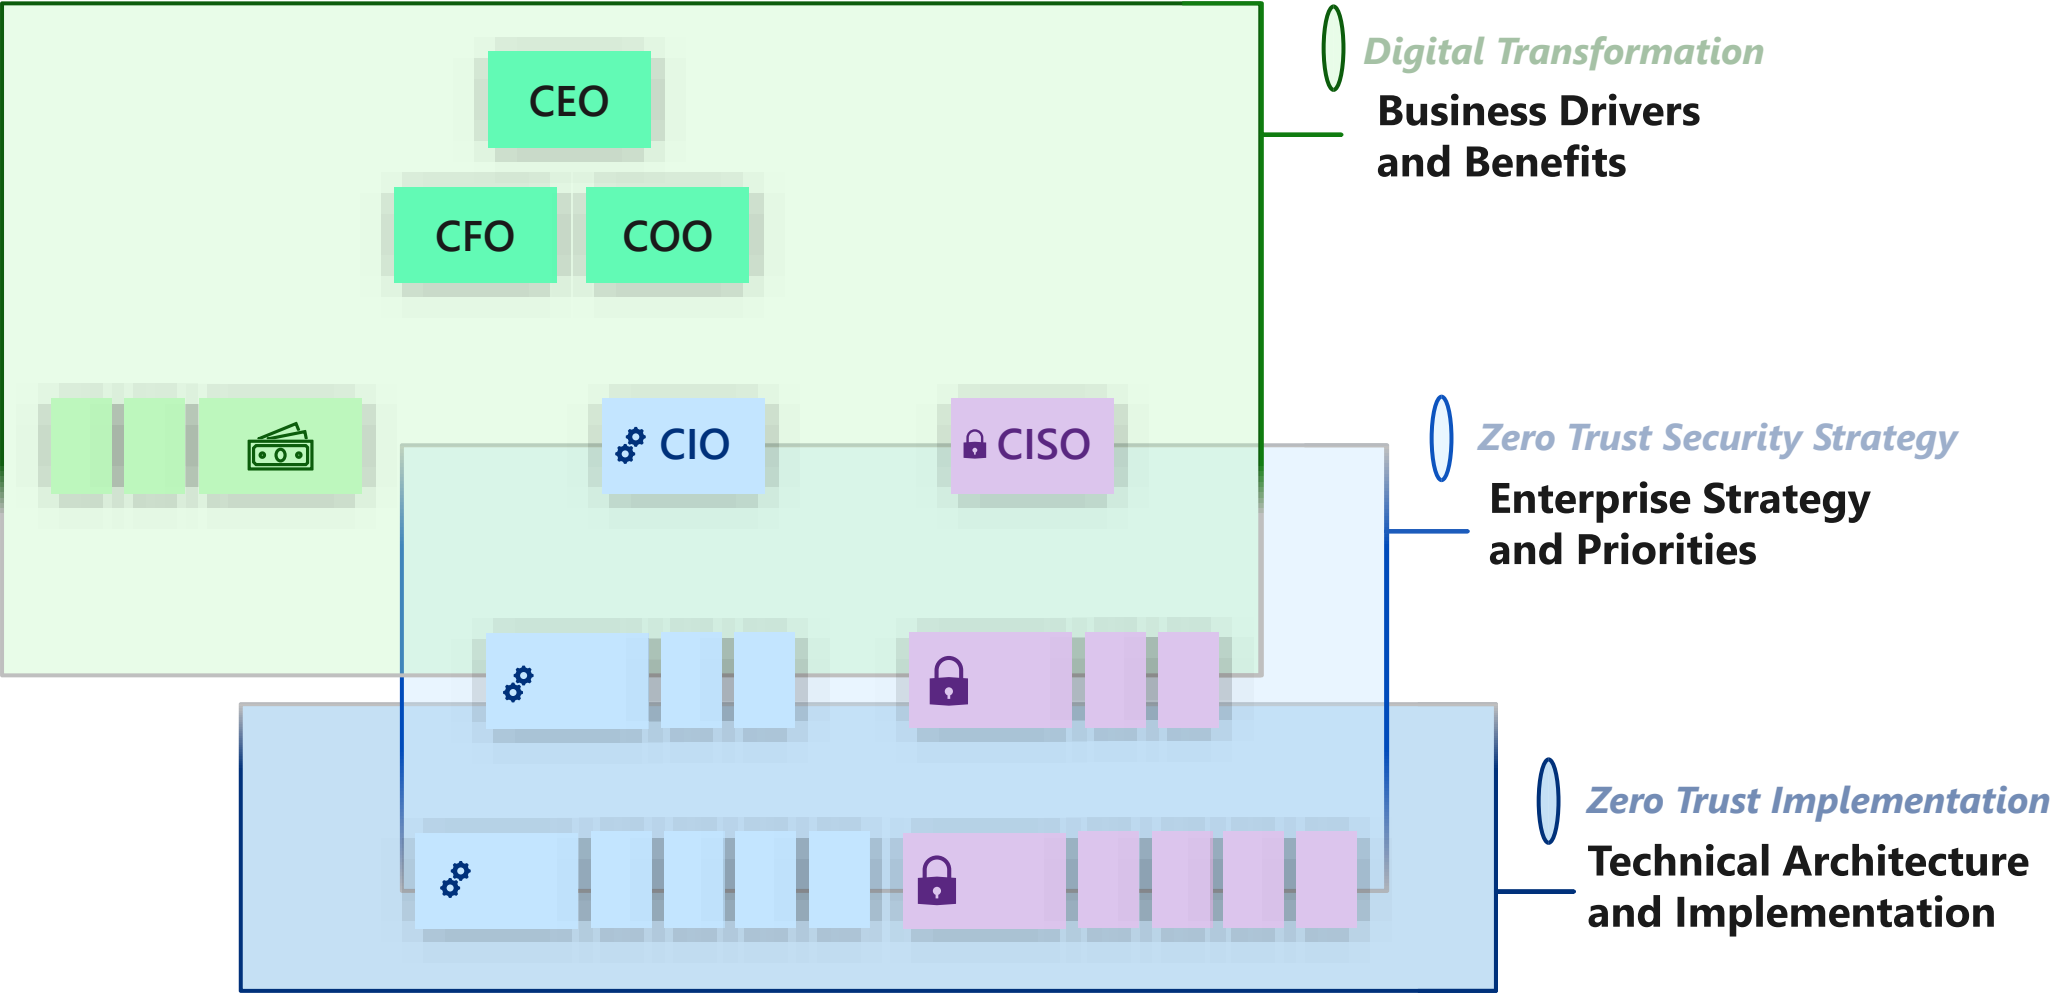 CEO
CFO
COO
CIO
CISO
Digital Transformation
Business Drivers
and Benefits
Zero Trust Security Strategy
Enterprise Strategy
and Priorities
Zero Trust Implementation
Technical Architecture
and Implementation